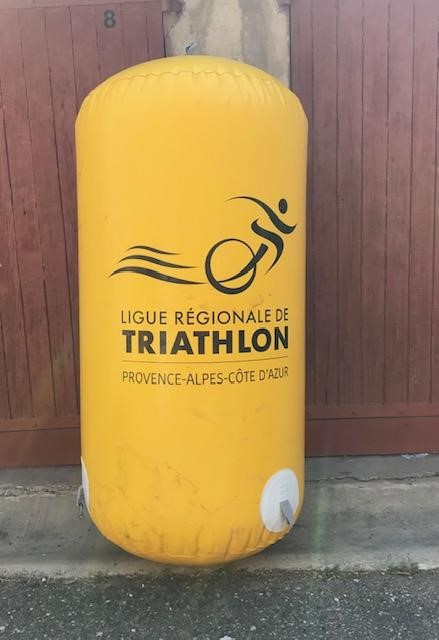 8
LIGUE RÉGIONALE DE
TRIATHLON
PROVENCE-ALPES-CÔTE D'AZUR